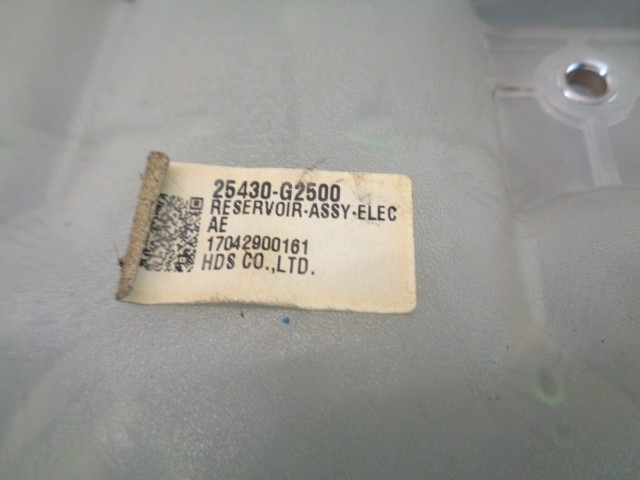 25430-G2500
RESERVOIR-ASSY-ELEC
AE
17042900161
HDS CO.,LTD.